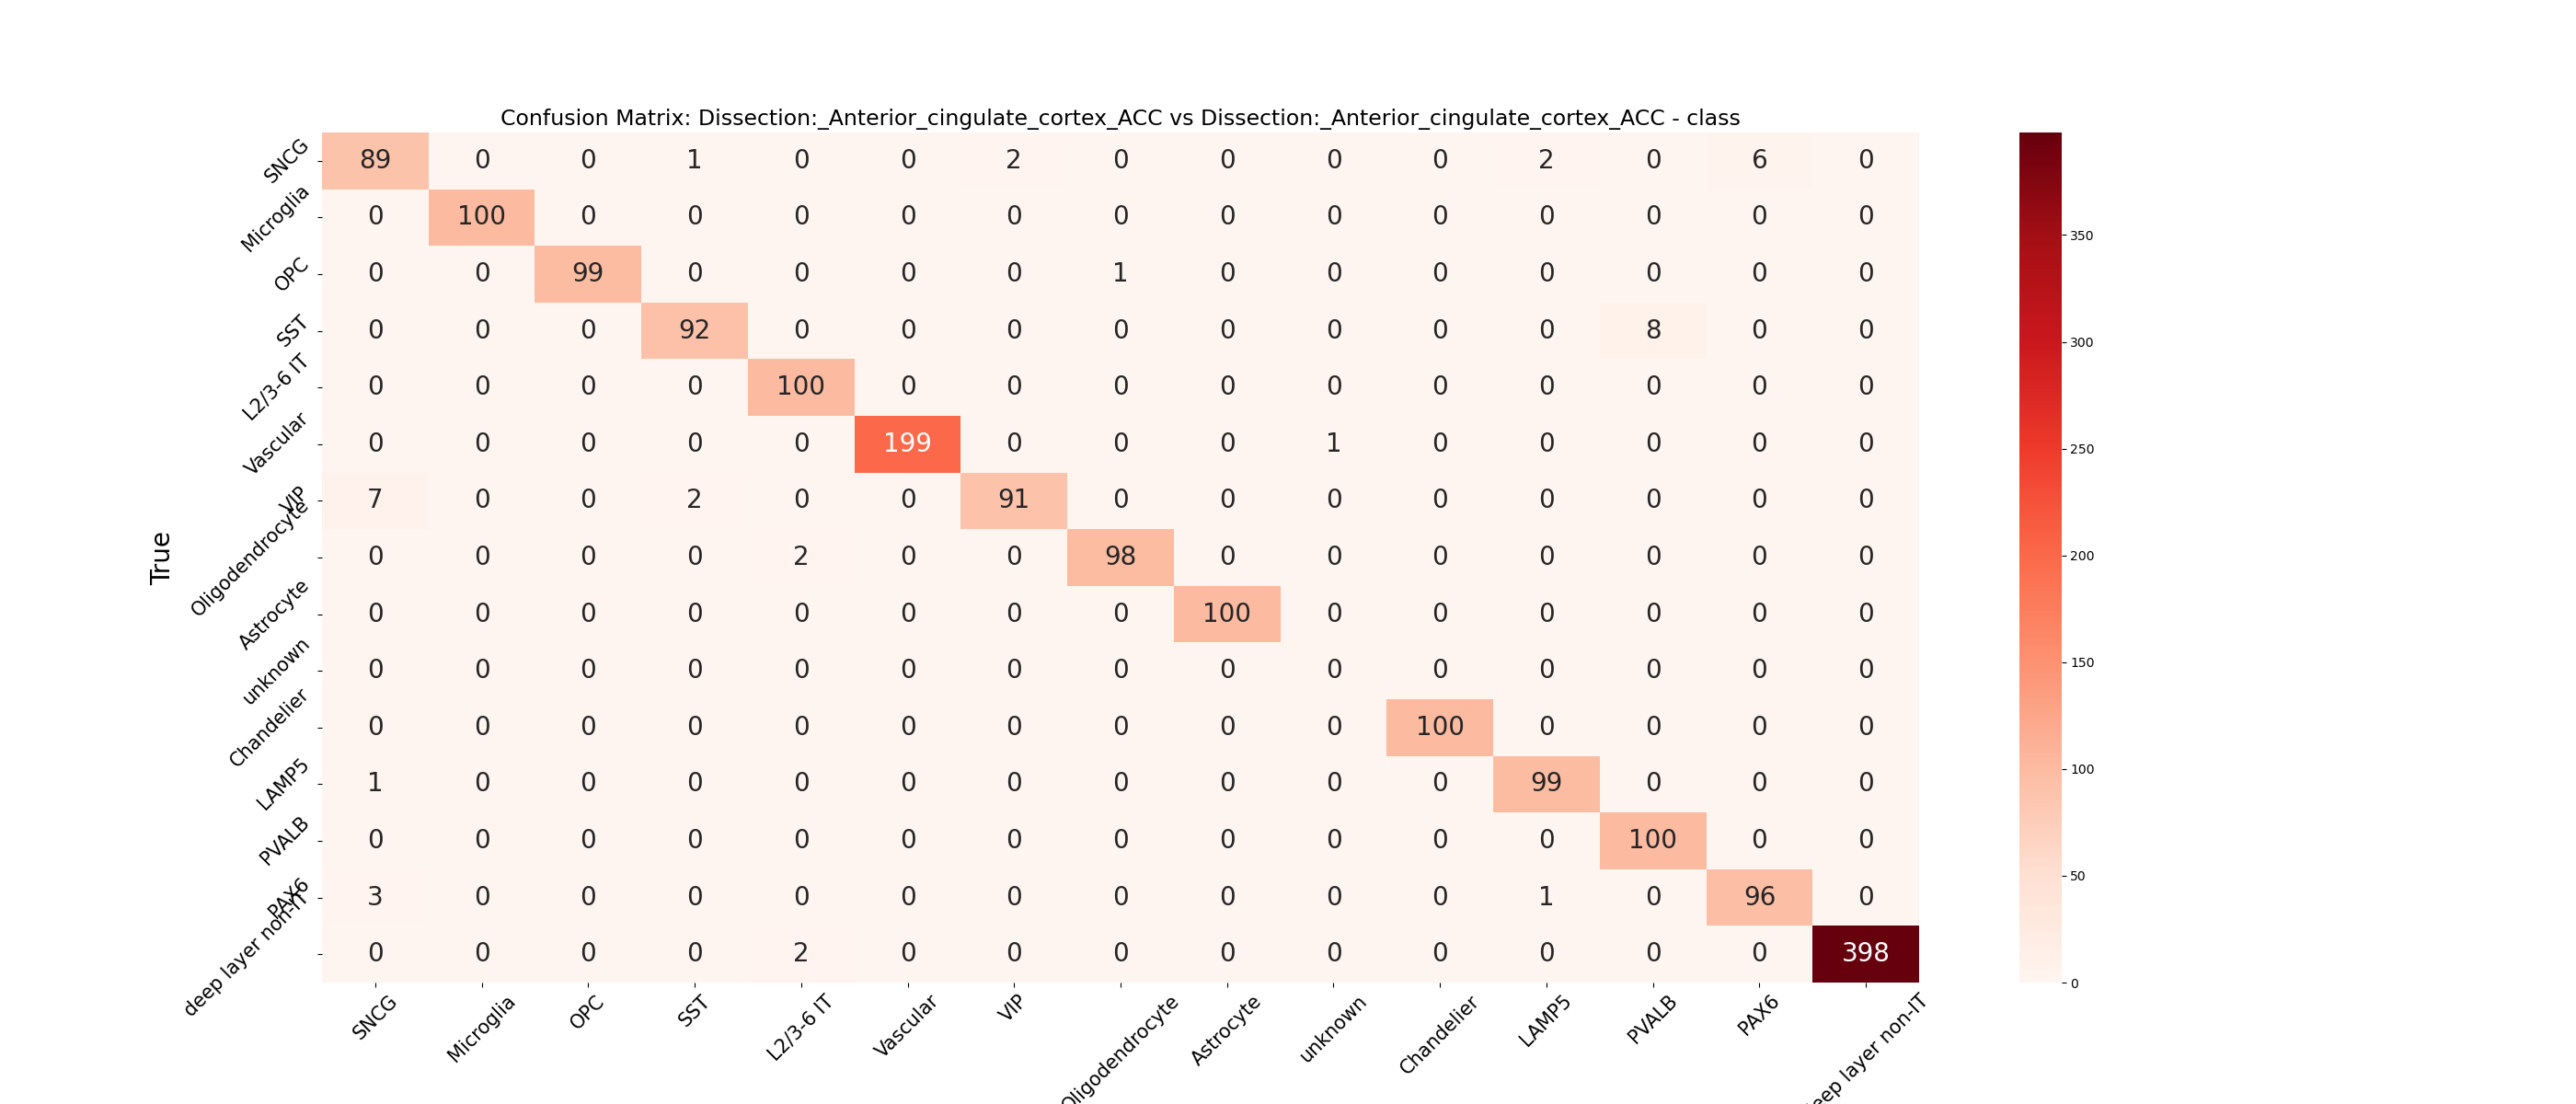 Confusion Matrix: Dissection:_Anterior_cingulate_cortex_ACC vs Dissection:_Anterior_cingulate_cortex_ACC - class
True
SNCG 89 0 0 1 0 0 2 0 0 0 0 2 0 6 0
Microglia 0 100 0 0 0 0 0 0 0 0 0 0 0 0 0
OPC 0 0 99 0 0 0 0 1 0 0 0 0 0 0 0
SST 0 0 0 92 0 0 0 0 0 0 0 0 8 0 0
L2/3-6 IT 0 0 0 0 100 0 0 0 0 0 0 0 0 0 0
Vascular 0 0 0 0 0 199 0 0 0 1 0 0 0 0 0
VIP 7 0 0 2 0 0 91 0 0 0 0 0 0 0 0
Oligodendrocyte 0 0 0 0 2 0 0 98 0 0 0 0 0 0 0
Astrocyte 0 0 0 0 0 0 0 0 100 0 0 0 0 0 0
unknown 0 0 0 0 0 0 0 0 0 0 0 0 0 0 0
Chandelier 0 0 0 0 0 0 0 0 0 0 100 0 0 0 0
LAMP5 1 0 0 0 0 0 0 0 0 0 0 99 0 0 0
PVALB 0 0 0 0 0 0 0 0 0 0 0 0 100 0 0
PAX6 3 0 0 0 0 0 0 0 0 0 0 1 0 96 0
deep layer non-IT 0 0 0 0 2 0 0 0 0 0 0 0 0 0 398
SNCG Microglia OPC SST L2/3-6 IT Vascular VIP Oligodendrocyte Astrocyte unknown Chandelier LAMP5 PVALB PAX6 eep layer non-IT
350
300
250
200
150
100
50
0